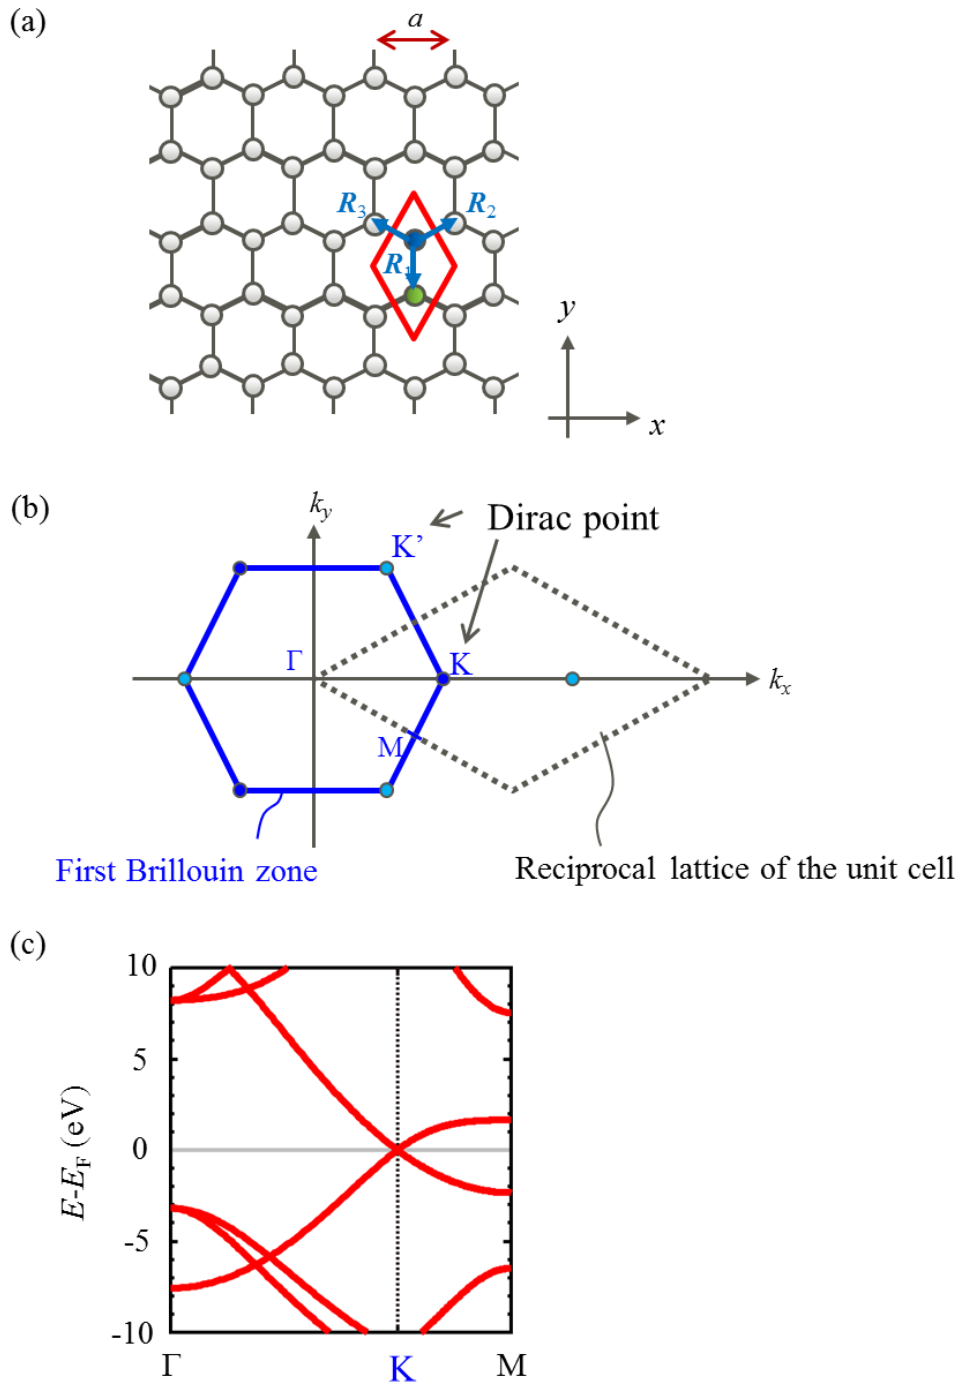 (a)
a
R3
R2
R1
y
x
(b)
ky
Dirac point
K’
Γ
K
kx
M
First Brillouin zone
Reciprocal lattice of the unit cell
(c)
10
5
0
-5
-10
E-EF (eV)
Γ
K
M